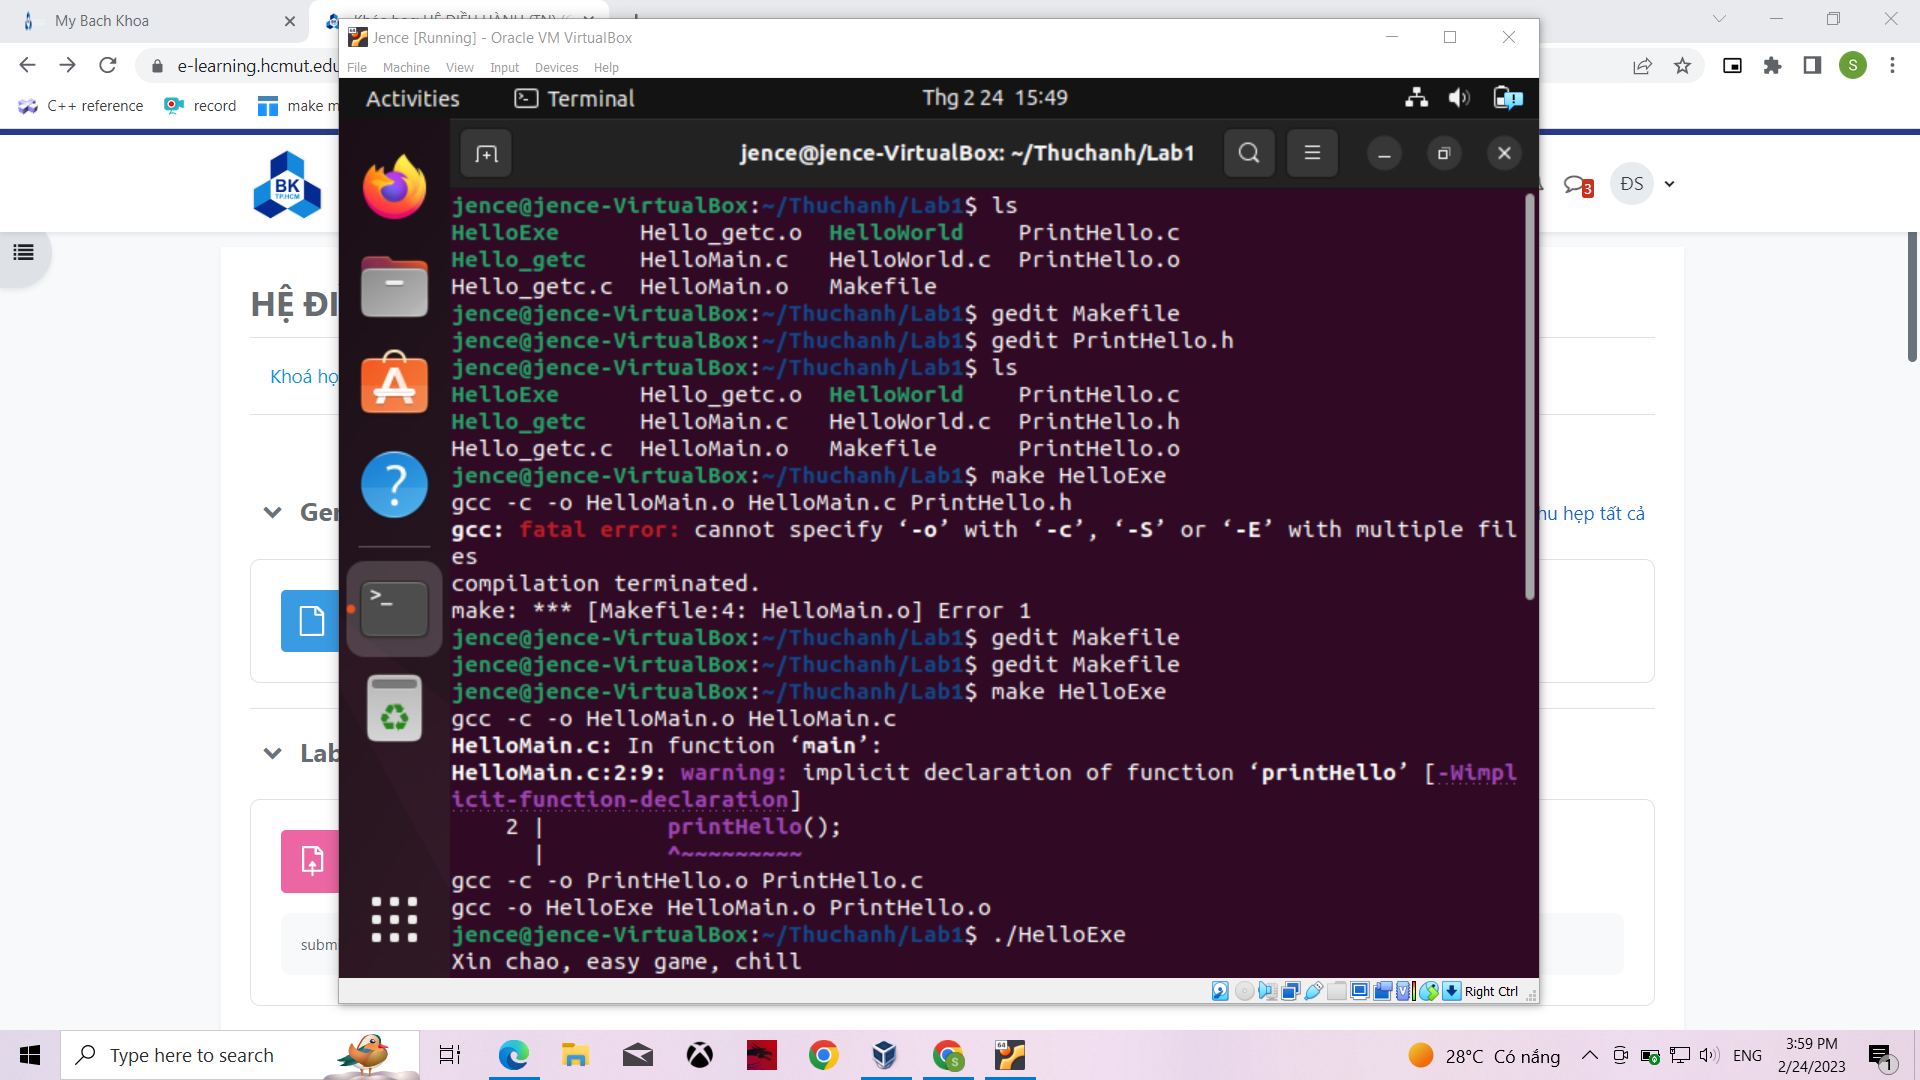 My Bach Khoa
Jence [Running] - Oracle VM VirtualBox
File Machine View Input Devices Help
e-learning.hcmut.edu
S
C++ reference
record
make m
Activities
Terminal
Thg 2 24 15:49
jence@jence-VirtualBox: ~/Thuchanh/Lab1
BK
TP.HCM
3
ĐS
HỆ ĐI
Khoá họ
Ger
hu hẹp tất cả
Lab
subm
jence@jence-VirtualBox:~/Thuchanh/Lab1$ ls
HelloExe Hello_getc.o HelloWorld PrintHello.c
Hello_getc HelloMain.c HelloWorld.c PrintHello.o
Hello_getc.c HelloMain.o Makefile
jence@jence-VirtualBox:~/Thuchanh/Lab1$ gedit Makefile
jence@jence-VirtualBox:~/Thuchanh/Lab1$ gedit PrintHello.h
jence@jence-VirtualBox:~/Thuchanh/Lab1$ ls
HelloExe Hello_getc.o HelloWorld PrintHello.c
Hello_getc HelloMain.c HelloWorld.c PrintHello.h
Hello_getc.c HelloMain.o Makefile PrintHello.o
jence@jence-VirtualBox:~/Thuchanh/Lab1$ make HelloExe
gcc -c -o HelloMain.o HelloMain.c PrintHello.h
gcc: fatal error: cannot specify ‘-o’ with ‘-c’, ‘-S’ or ‘-E’ with multiple fil
es
compilation terminated.
make: *** [Makefile:4: HelloMain.o] Error 1
jence@jence-VirtualBox:~/Thuchanh/Lab1$ gedit Makefile
jence@jence-VirtualBox:~/Thuchanh/Lab1$ gedit Makefile
jence@jence-VirtualBox:~/Thuchanh/Lab1$ make HelloExe
gcc -c -o HelloMain.o HelloMain.c
HelloMain.c: In function ‘main’:
HelloMain.c:2:9: warning: implicit declaration of function ‘printHello’ [-Wimpl
icit-function-declaration]
2 | printHello();
| ^~~~~~~~~~
gcc -c -o PrintHello.o PrintHello.c
gcc -o HelloExe HelloMain.o PrintHello.o
jence@jence-VirtualBox:~/Thuchanh/Lab1$ ./HelloExe
Xin chao, easy game, chill
Right Ctrl
Type here to search
28°C Có nắng
ENG
3:59 PM
2/24/2023
1